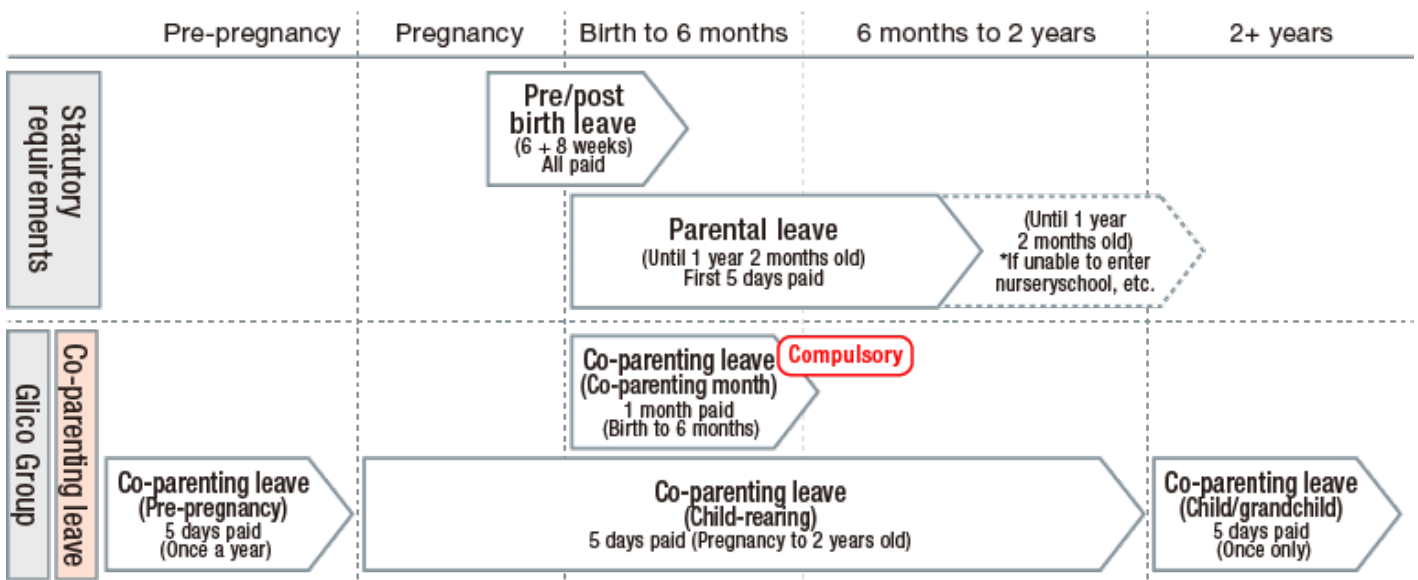 Pre-pregnancy
Pregnancy
Birth to 6 months
6 months to 2 years
2+ years
Statutory
requirements
Pre/post
birth leave
(6 + 8 weeks)
All paid
Parental leave
(Until 1 year 2 months old)
First 5 days paid
(Until 1 year
2 months old)
*If unable to enter
nurseryschool, etc.
Glico Group
Co-parenting leave
Co-parenting leave
(Co-parenting month)
1 month paid
(Birth to 6 months)
Compulsory
Co-parenting leave
(Pre-pregnancy)
5 days paid
(Once a year)
Co-parenting leave
(Child-rearing)
5 days paid (Pregnancy to 2 years old)
Co-parenting leave
(Child/grandchild)
5 days paid
(Once only)